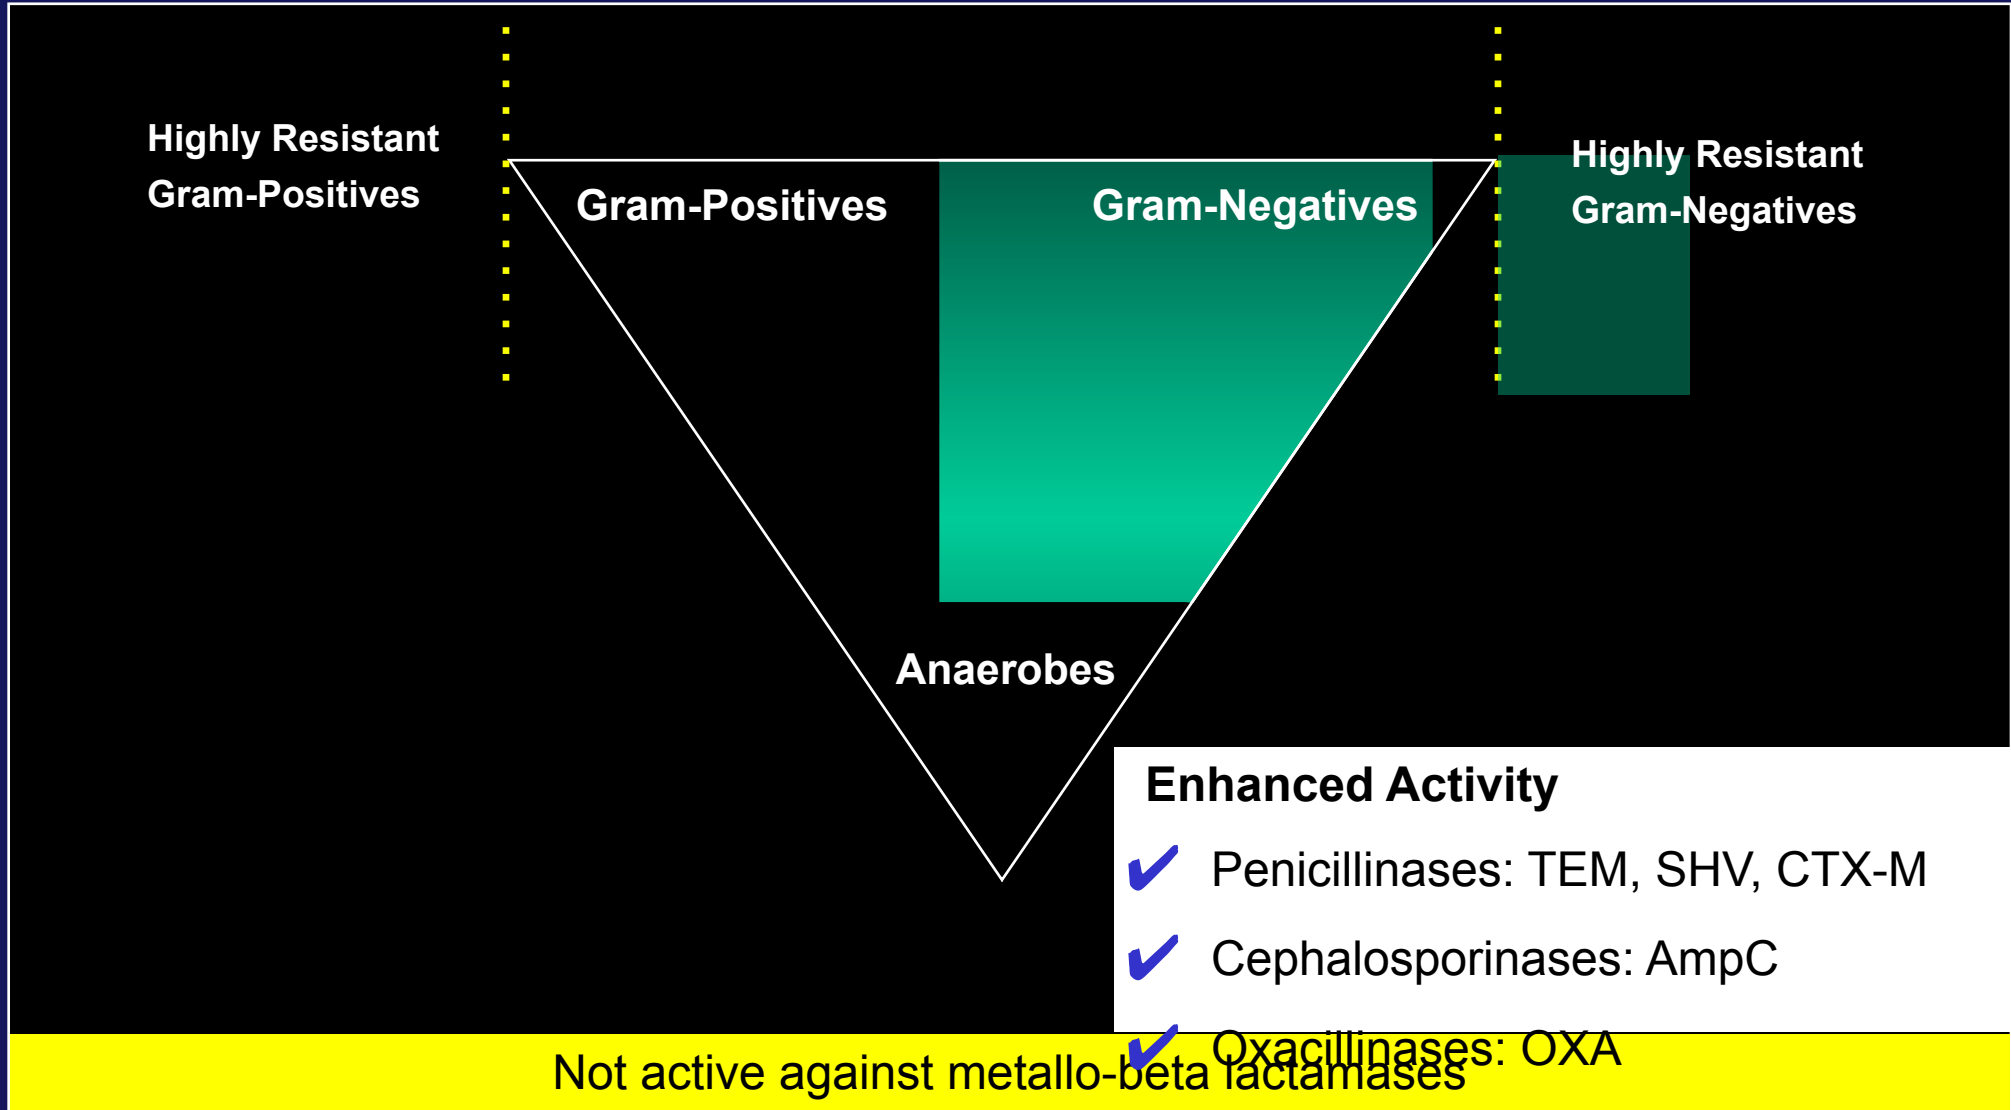 Highly Resistant
Gram-Positives
Gram-Positives
Gram-Negatives
Highly Resistant
Gram-Negatives
Anaerobes
Enhanced Activity
✔ Penicillinases: TEM, SHV, CTX-M
✔ Cephalosporinases: AmpC
✔ Oxacillinases: OXA
Not active against metallo-beta lactamases